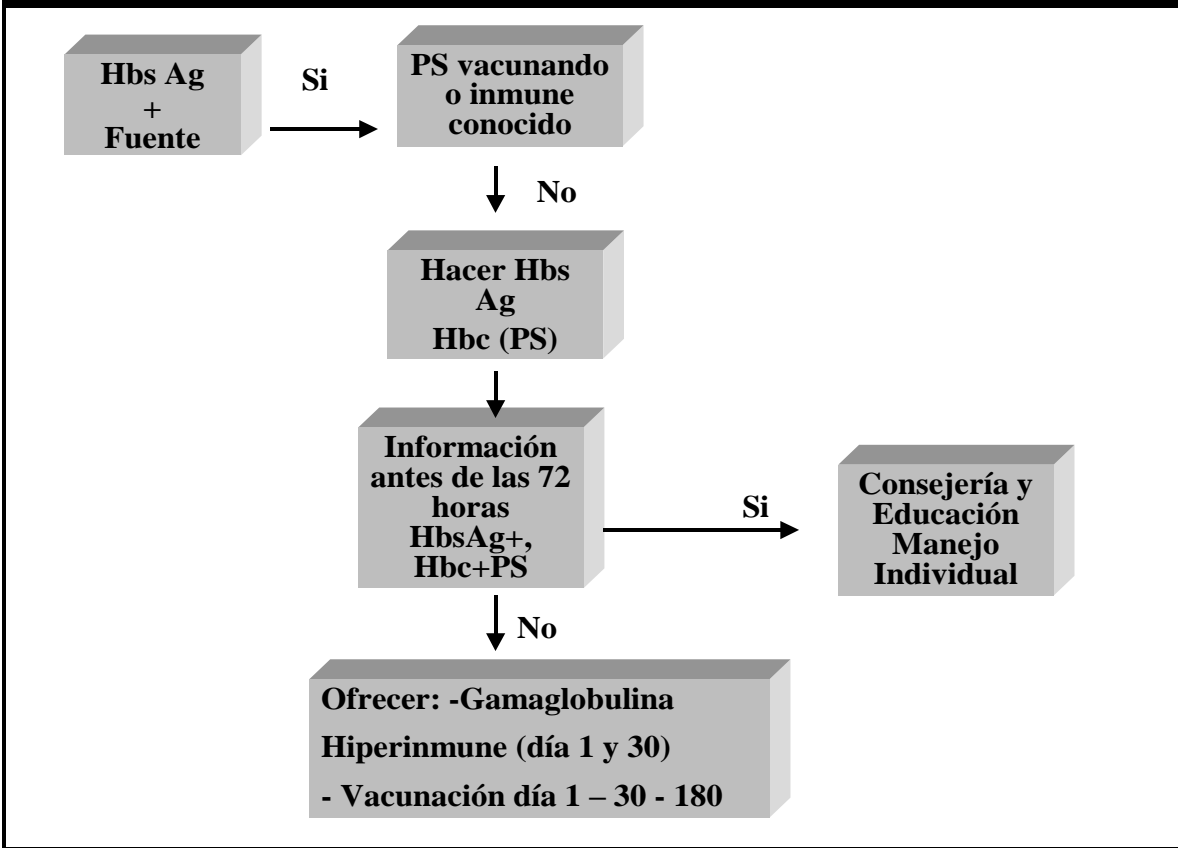 Hbs Ag
+
Fuente
Si
PS vacunando
o inmune
conocido
No
Hacer Hbs
Ag
Hbc (PS)
Información
antes de las 72
horas
HbsAg+,
Hbc+PS
Si
Consejería y
Educación
Manejo
Individual
No
Ofrecer: -Gamaglobulina
Hiperinmune (día 1 y 30)
- Vacunación día 1 – 30 - 180